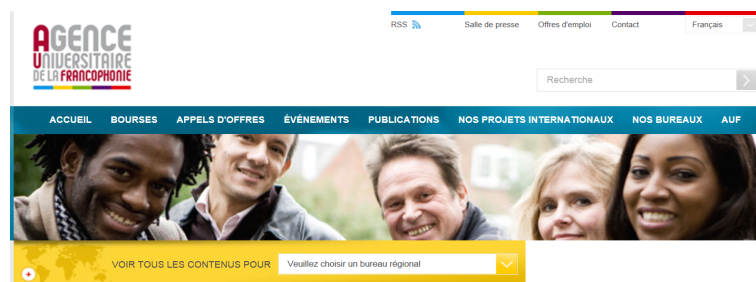 RSS Salle de presse Offres d'emploi Contact Français
AGENCE
UNIVERSITAIRE
DE LA FRANCOPHONIE
Recherche
ACCUEIL BOURSES APPELS D'OFFRES ÉVÉNEMENTS PUBLICATIONS NOS PROJETS INTERNATIONAUX NOS BUREAUX AUF
VOIR TOUS LES CONTENUS POUR Veuillez choisir un bureau régional